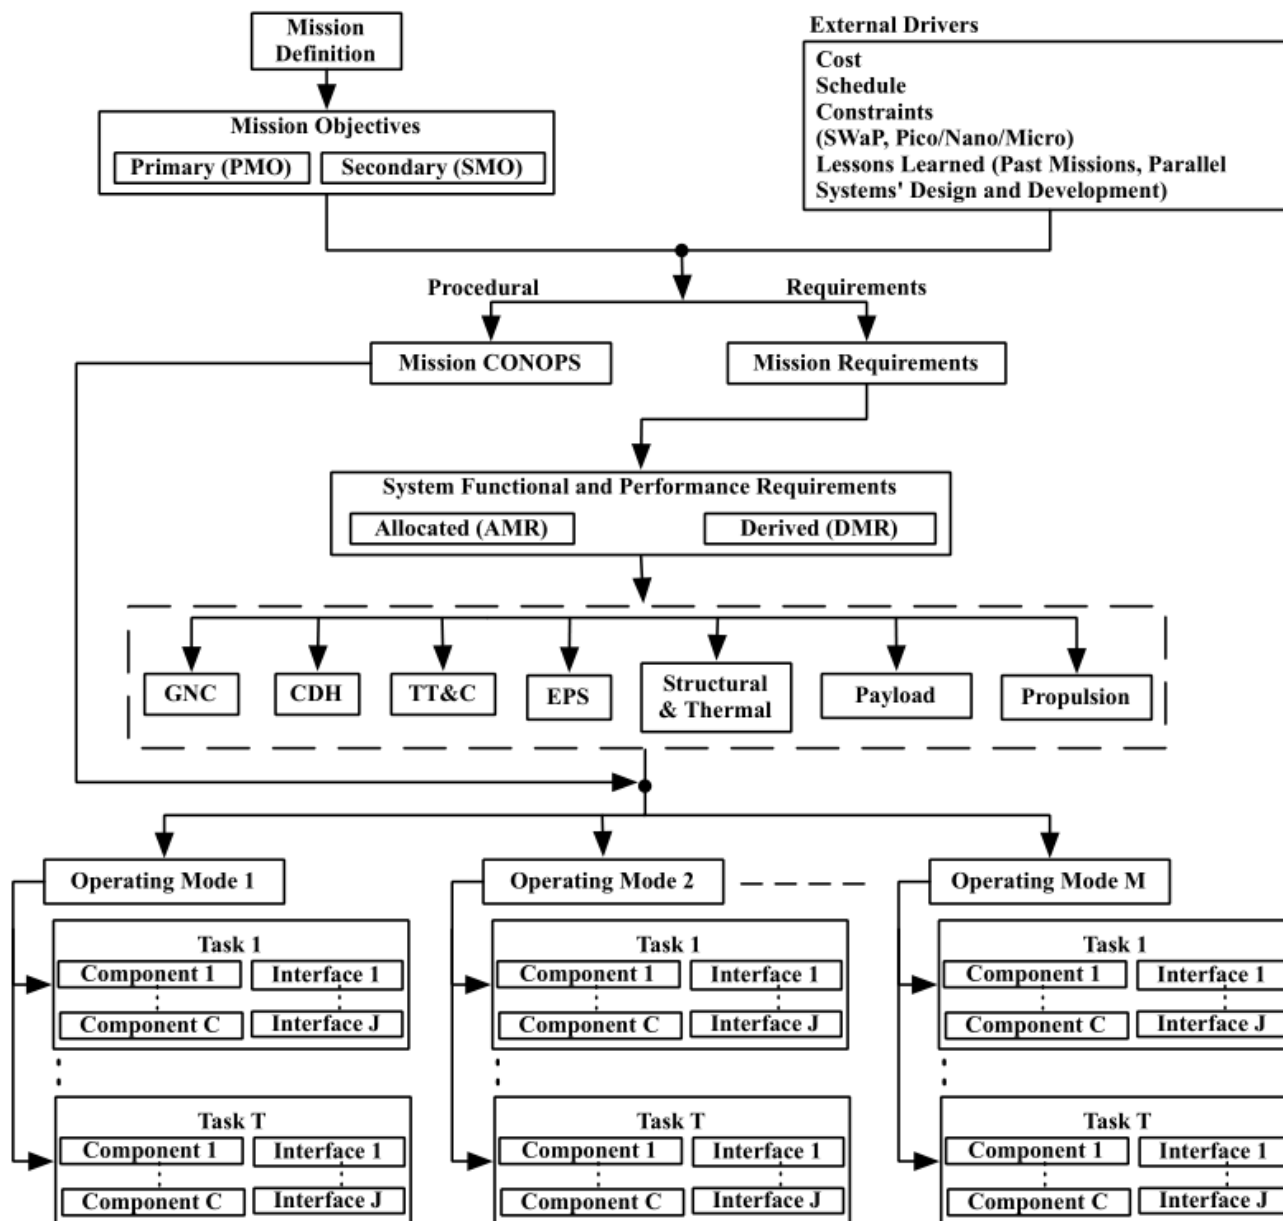 Mission
Definition
External Drivers
Cost
Schedule
Constraints
(SWaP, Pico/Nano/Micro)
Lessons Learned (Past Missions, Parallel
Systems' Design and Development)
Mission Objectives
Primary (PMO)
Secondary (SMO)
Procedural
Requirements
Mission CONOPS
Mission Requirements
System Functional and Performance Requirements
Allocated (AMR)
Derived (DMR)
GNC
CDH
TT&C
EPS
Structural
& Thermal
Payload
Propulsion
Operating Mode 1
Operating Mode 2
Operating Mode M
Task 1
Component 1
Interface 1
Component C
Interface J
Task 1
Component 1
Interface 1
Component C
Interface J
Task 1
Component 1
Interface 1
Component C
Interface J
Task T
Component 1
Interface 1
Component C
Interface J
Task T
Component 1
Interface 1
Component C
Interface J
Task T
Component 1
Interface 1
Component C
Interface J